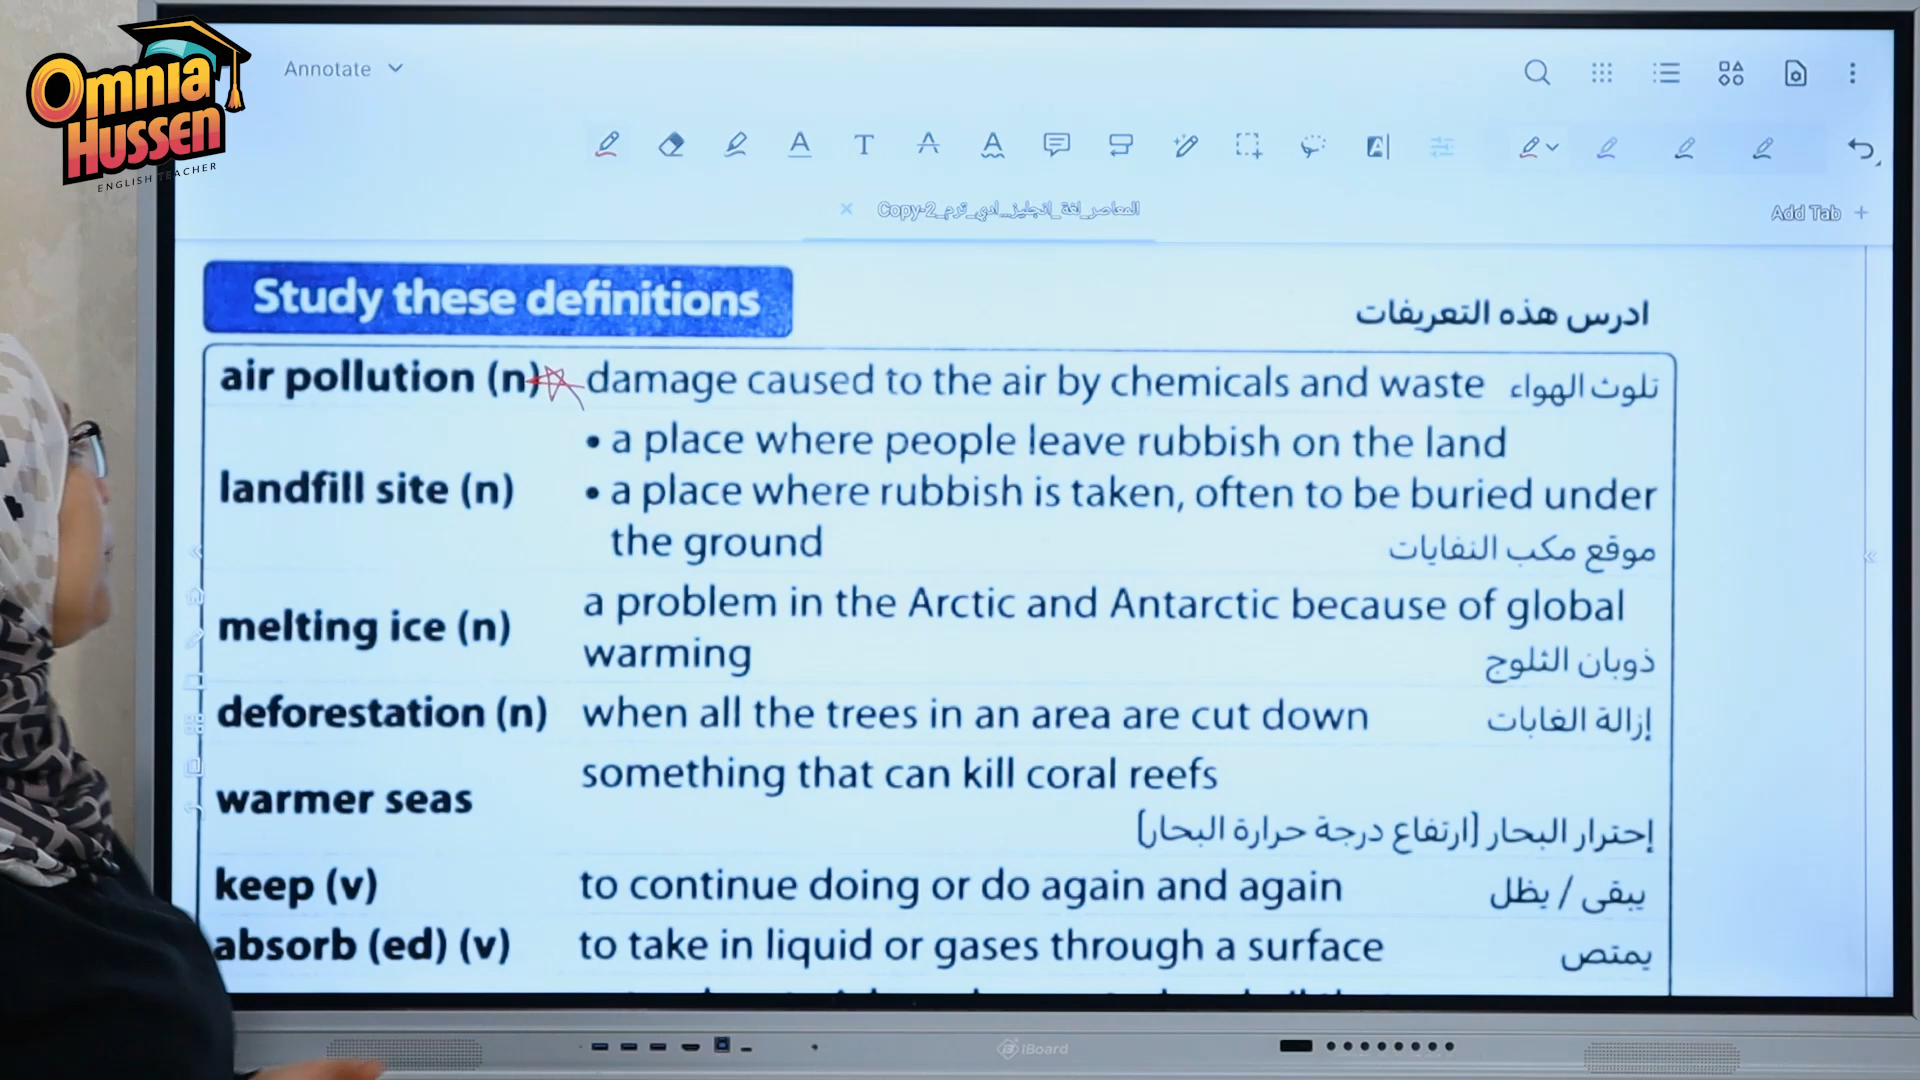 Omnia
Hussen
ENGLISH TEACHER
Annotate
Copy-2_المعاصر_لغة_انجليز_ادي_ترم
Add Tab
Study these definitions
ادرس هذه التعريفات
air pollution (n) damage caused to the air by chemicals and waste تلوث الهواء
• a place where people leave rubbish on the land
landfill site (n) • a place where rubbish is taken, often to be buried under
the ground موقع مكب النفايات
melting ice (n) a problem in the Arctic and Antarctic because of global
warming ذوبان الثلوج
deforestation (n) when all the trees in an area are cut down إزالة الغابات
warmer seas something that can kill coral reefs
إحترار البحار [ارتفاع درجة حرارة البحار]
keep (v) to continue doing or do again and again يبقى / يظل
absorb (ed) (v) to take in liquid or gases through a surface يمتص
iBoard